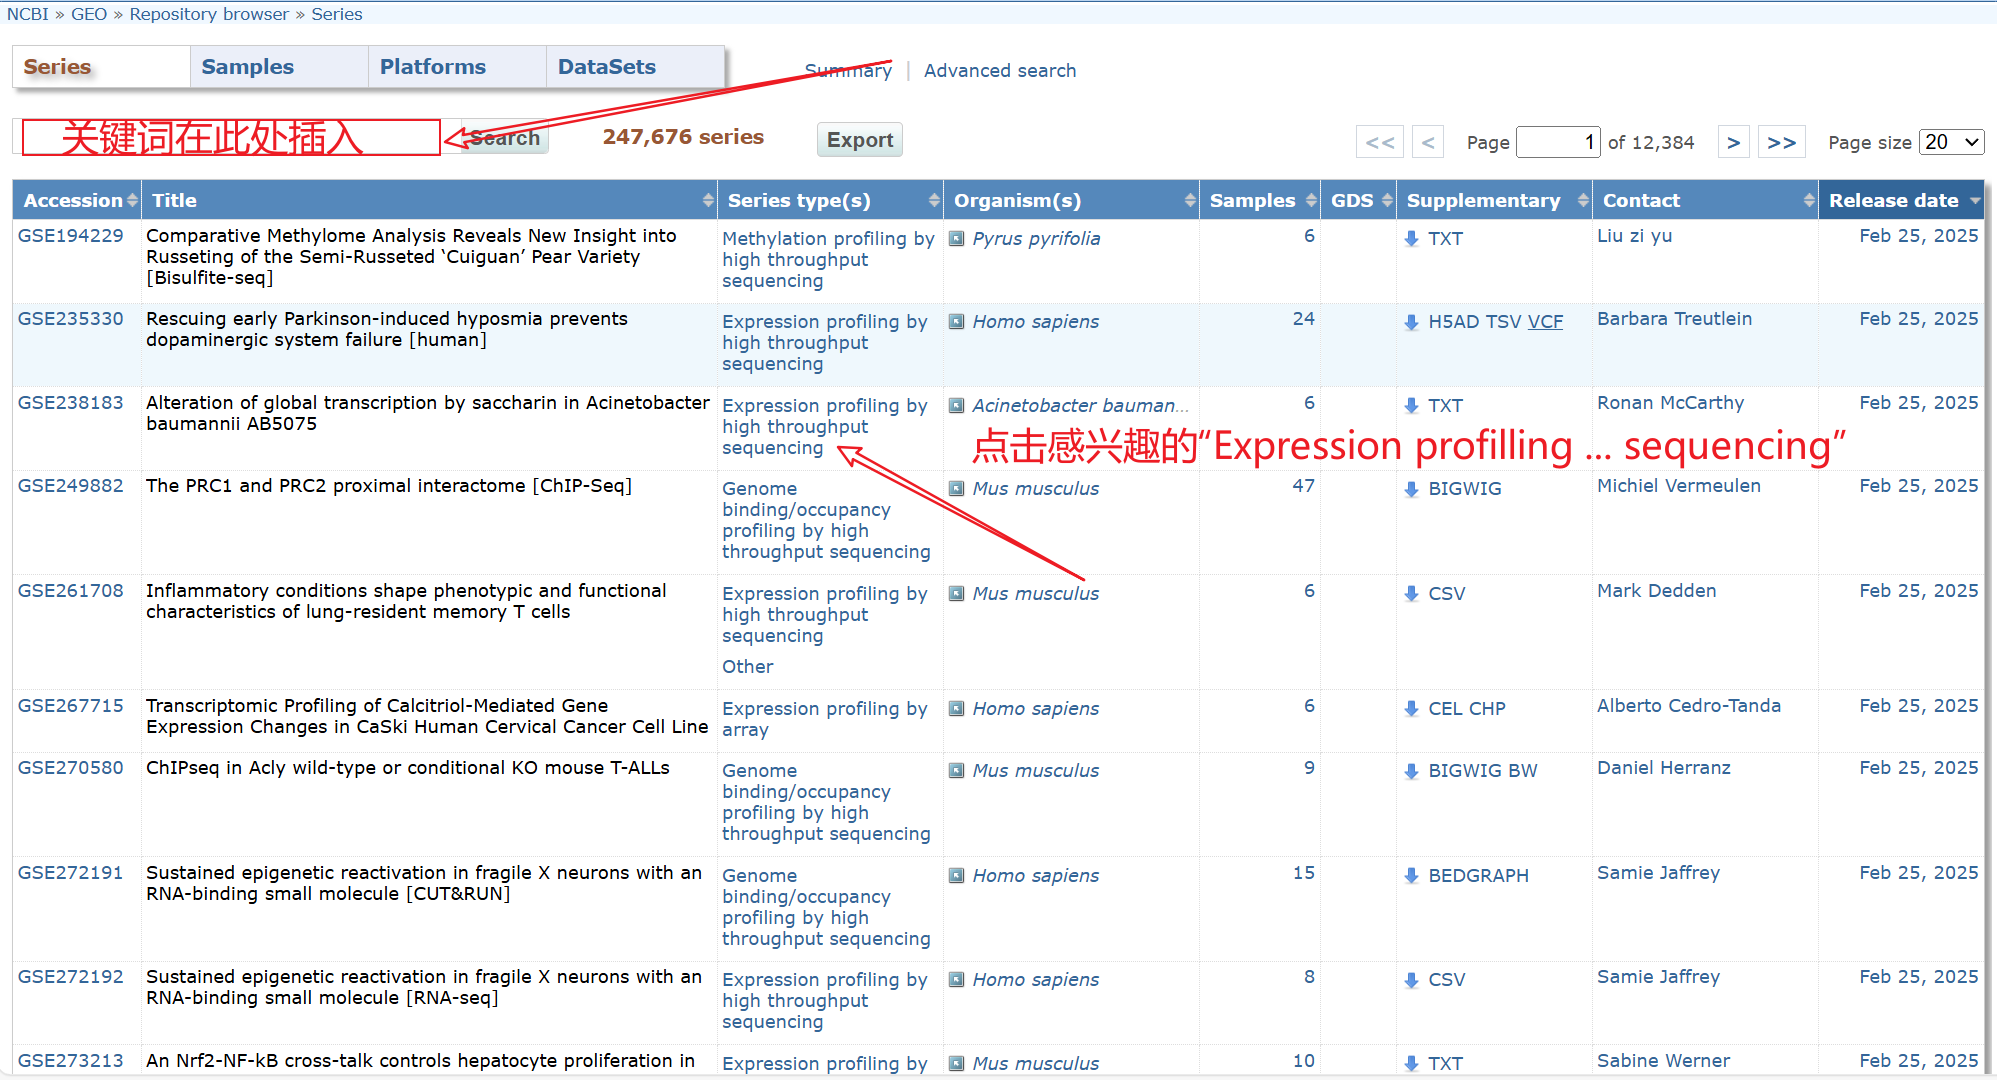 NCBI » GEO » Repository browser » Series
Series Samples Platforms DataSets Summary | Advanced search
关键词在此处插入 Search 247,676 series Export << < Page 1 of 12,384 > >> Page size 20
Accession Title Series type(s) Organism(s) Samples GDS Supplementary Contact Release date
GSE194229 Comparative Methylome Analysis Reveals New Insight into Methylation profiling by Pyrus pyrifolia 6 TXT Liu zi yu Feb 25, 2025
Russeting of the Semi-Russeted ‘Cuiguan’ Pear Variety high throughput
[Bisulfite-seq] sequencing
GSE235330 Rescuing early Parkinson-induced hyposmia prevents Expression profiling by Homo sapiens 24 H5AD TSV VCF Barbara Treutlein Feb 25, 2025
dopaminergic system failure [human] high throughput
sequencing
GSE238183 Alteration of global transcription by saccharin in Acinetobacter Expression profiling by Acinetobacter bauman... 6 TXT Ronan McCarthy Feb 25, 2025
baumannii AB5075 high throughput
sequencing
点击感兴趣的“Expression profilling ... sequencing”
GSE249882 The PRC1 and PRC2 proximal interactome [ChIP-Seq] Genome Mus musculus 47 BIGWIG Michiel Vermeulen Feb 25, 2025
binding/occupancy
profiling by high
throughput sequencing
GSE261708 Inflammatory conditions shape phenotypic and functional Expression profiling by Mus musculus 6 CSV Mark Dedden Feb 25, 2025
characteristics of lung-resident memory T cells high throughput
sequencing
Other
GSE267715 Transcriptomic Profiling of Calcitriol-Mediated Gene Expression profiling by Homo sapiens 6 CEL CHP Alberto Cedro-Tanda Feb 25, 2025
Expression Changes in CaSki Human Cervical Cancer Cell Line array
GSE270580 ChIPseq in Acly wild-type or conditional KO mouse T-ALLs Genome Mus musculus 9 BIGWIG BW Daniel Herranz Feb 25, 2025
binding/occupancy
profiling by high
throughput sequencing
GSE272191 Sustained epigenetic reactivation in fragile X neurons with an Genome Homo sapiens 15 BEDGRAPH Samie Jaffrey Feb 25, 2025
RNA-binding small molecule [CUT&RUN] binding/occupancy
profiling by high
throughput sequencing
GSE272192 Sustained epigenetic reactivation in fragile X neurons with an Expression profiling by Homo sapiens 8 CSV Samie Jaffrey Feb 25, 2025
RNA-binding small molecule [RNA-seq] high throughput
sequencing
GSE273213 An Nrf2-NF-kB cross-talk controls hepatocyte proliferation in Expression profiling by Mus musculus 10 TXT Sabine Werner Feb 25, 2025